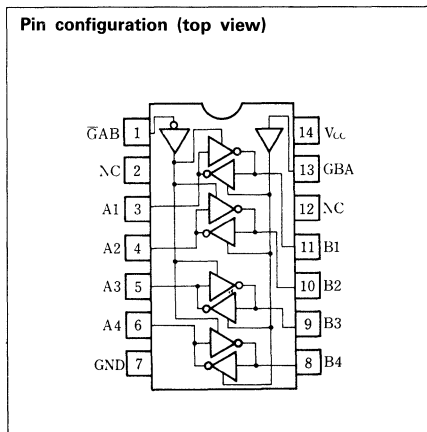 Pin configuration (top view)
G̅AB 1 14 VCC
NC 2 13 GBA
A1 3 12 NC
A2 4 11 B1
A3 5 10 B2
A4 6 9 B3
GND 7 8 B4